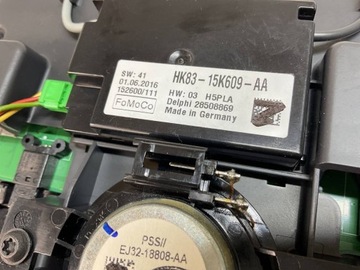 SW: 41
01.06.2016
152600/111
FoMoCo
HK83-15K609-AA
HW: 03 H5PLA
Delphi 28508869
Made in Germany
PSS//
EJ32-18808-AA